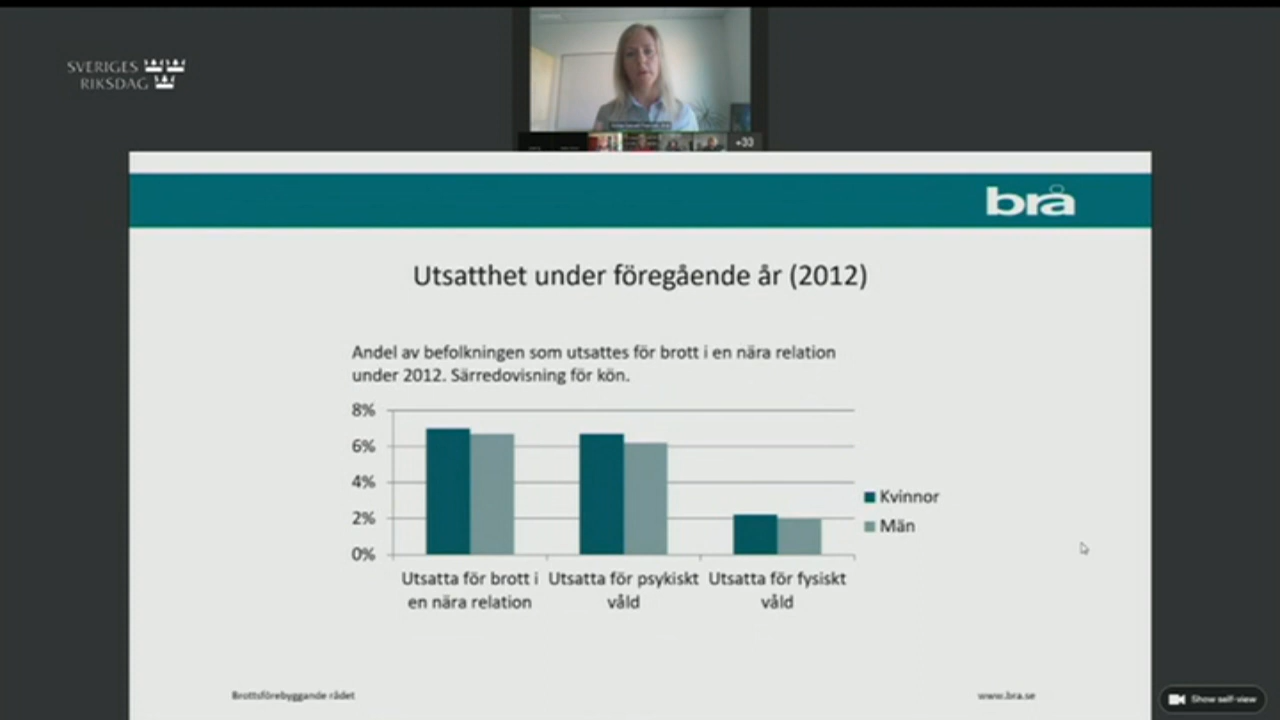 SVERIGES
RIKSDAG
+33
brå
Utsatthet under föregående år (2012)
Andel av befolkningen som utsattes för brott i en nära relation
under 2012. Särredovisning för kön.
8%
6%
4%
2%
0%
Kvinnor
Män
Utsatta för brott i
en nära relation
Utsatta för psykiskt
våld
Utsatta för fysiskt
våld
Brottsförebyggande rådet
www.bra.se
Show self-view